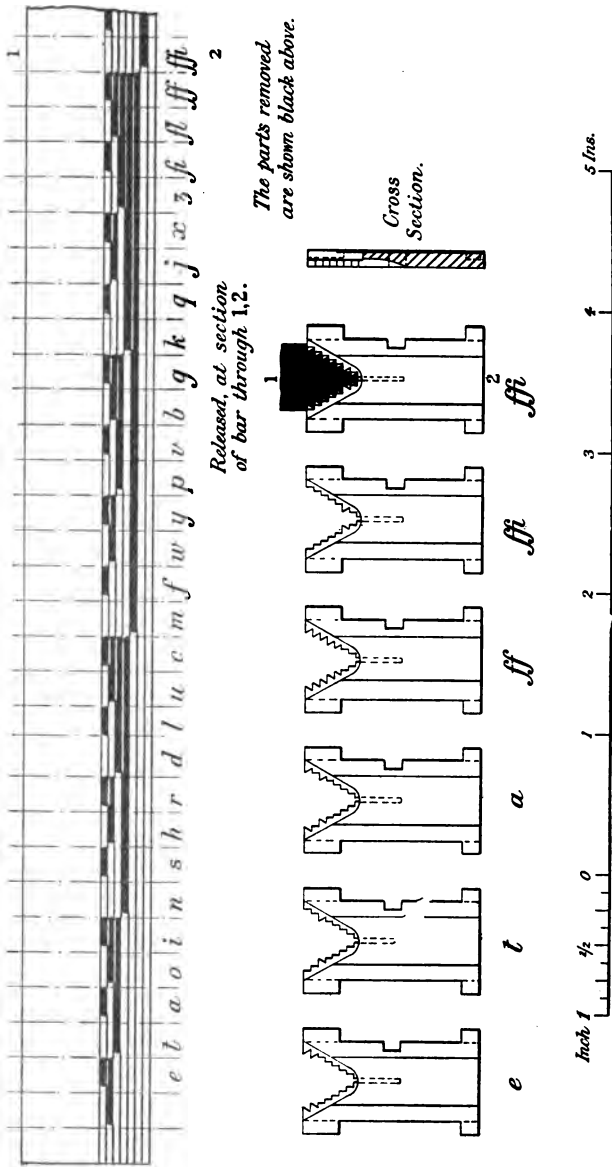 1
e t a o i n s h r d l u c m f w y p v b g k q j x z fi fl ff ffi
2
Released, at section
of bar through 1,2.
The parts removed
are shown black above.
1
Cross
Section.
2
e t a ff ffi ffi
Inch 1 ½ 0 1 2 3 4 5 Ins.